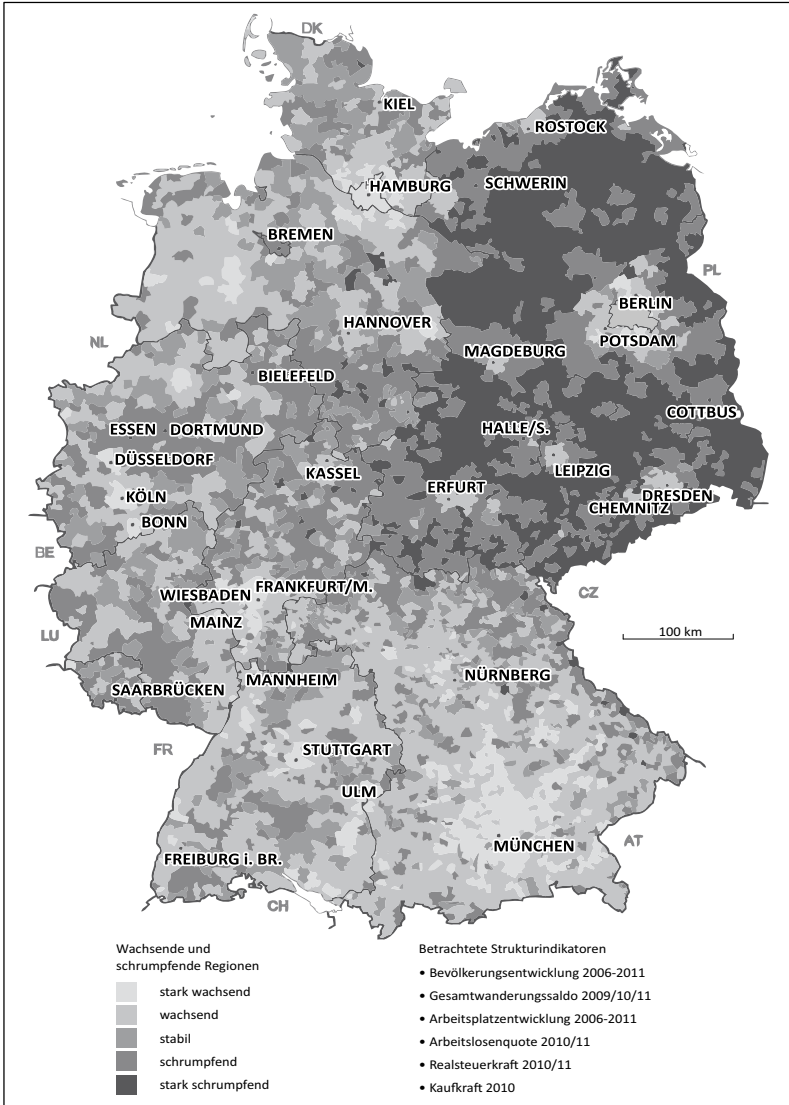 DK
KIEL
ROSTOCK
HAMBURG
SCHWERIN
BREMEN
PL
BERLIN
HANNOVER
POTSDAM
NL
MAGDEBURG
BIELEFELD
COTTBUS
ESSEN
DORTMUND
HALLE/S.
DÜSSELDORF
KASSEL
LEIPZIG
ERFURT
KÖLN
DRESDEN
CHEMNITZ
BONN
BE
WIESBADEN
FRANKFURT/M.
CZ
MAINZ
LU
100 km
NÜRNBERG
MANNHEIM
SAARBRÜCKEN
FR
STUTTGART
ULM
AT
MÜNCHEN
FREIBURG i. BR.
CH
Wachsende und
schrumpfende Regionen
stark wachsend
wachsend
stabil
schrumpfend
stark schrumpfend
Betrachtete Strukturindikatoren
• Bevölkerungsentwicklung 2006-2011
• Gesamtwanderungssaldo 2009/10/11
• Arbeitsplatzentwicklung 2006-2011
• Arbeitslosenquote 2010/11
• Realsteuerkraft 2010/11
• Kaufkraft 2010